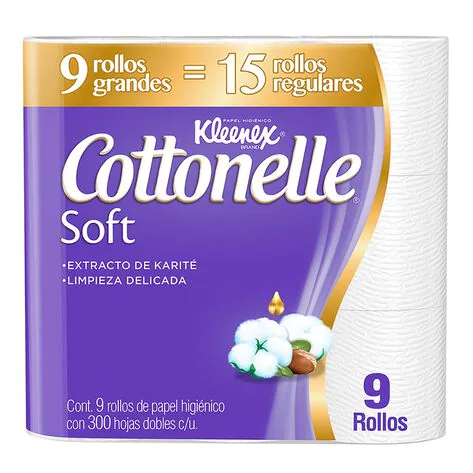 9 rollos grandes = 15 rollos regulares
PAPEL HIGIÉNICO
Kleenex®
BRAND
Cottonelle®
Soft
•EXTRACTO DE KARITÉ
•LIMPIEZA DELICADA
Cont. 9 rollos de papel higiénico
con 300 hojas dobles c/u.
9
Rollos